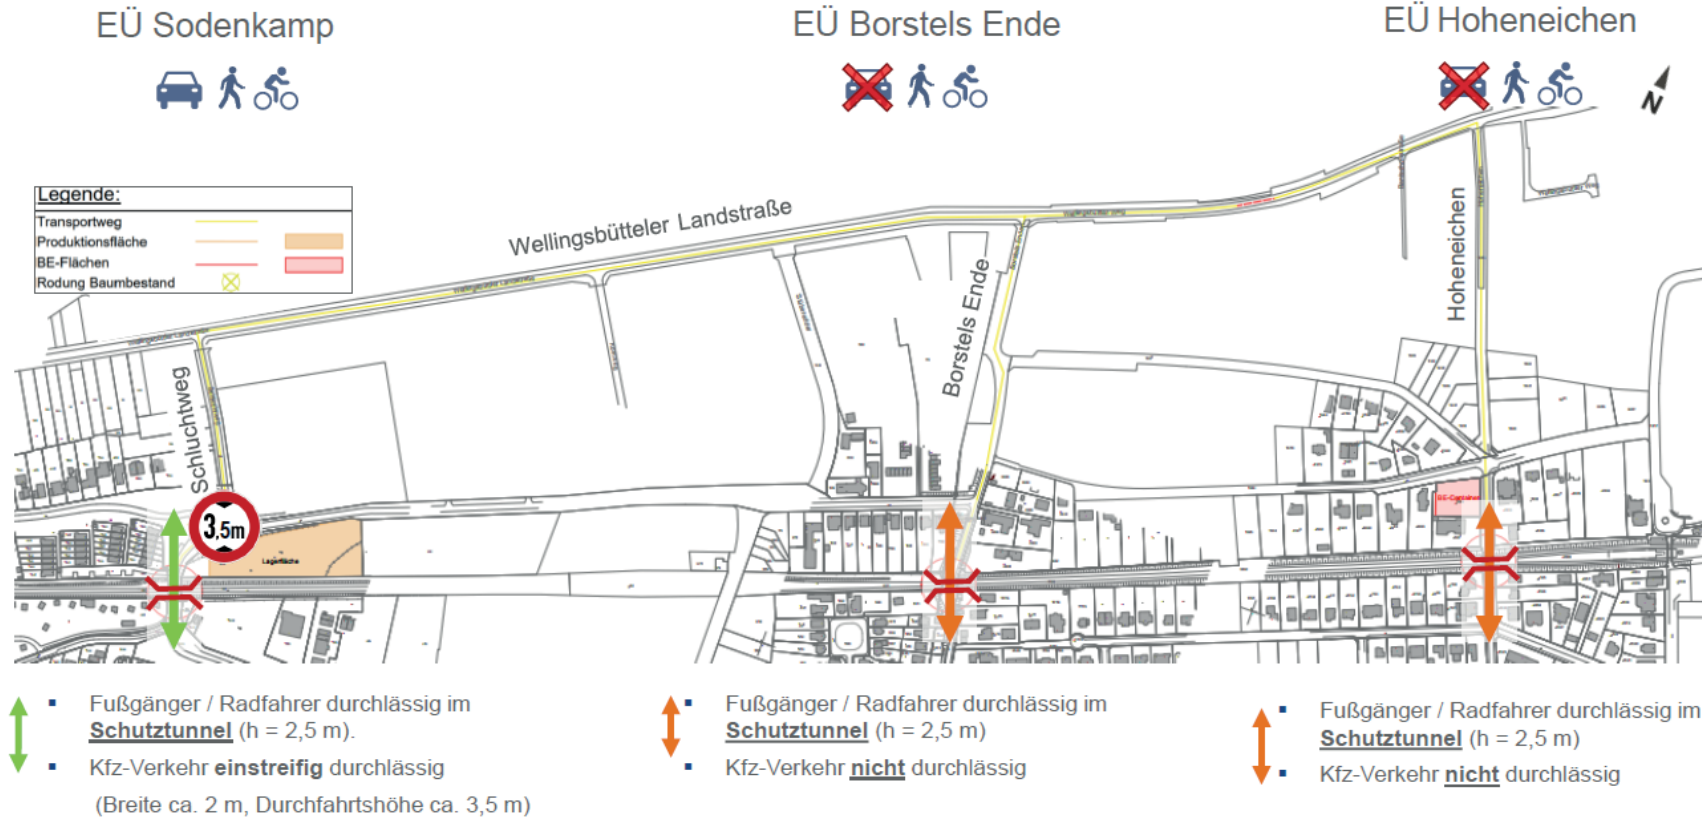 EÜ Sodenkamp
EÜ Borstels Ende
EÜ Hoheneichen
N
Legende:
Transportweg
Produktionsfläche
BE-Flächen
Rodung Baumbestand
Wellingsbütteler Landstraße
Schluchtweg
Borstels Ende
Hoheneichen
3,5m
Lagerfläche
BE-Container
Fußgänger / Radfahrer durchlässig im
Schutztunnel (h = 2,5 m).
Kfz-Verkehr einstreifig durchlässig
(Breite ca. 2 m, Durchfahrtshöhe ca. 3,5 m)
Fußgänger / Radfahrer durchlässig im
Schutztunnel (h = 2,5 m)
Kfz-Verkehr nicht durchlässig
Fußgänger / Radfahrer durchlässig im
Schutztunnel (h = 2,5 m)
Kfz-Verkehr nicht durchlässig